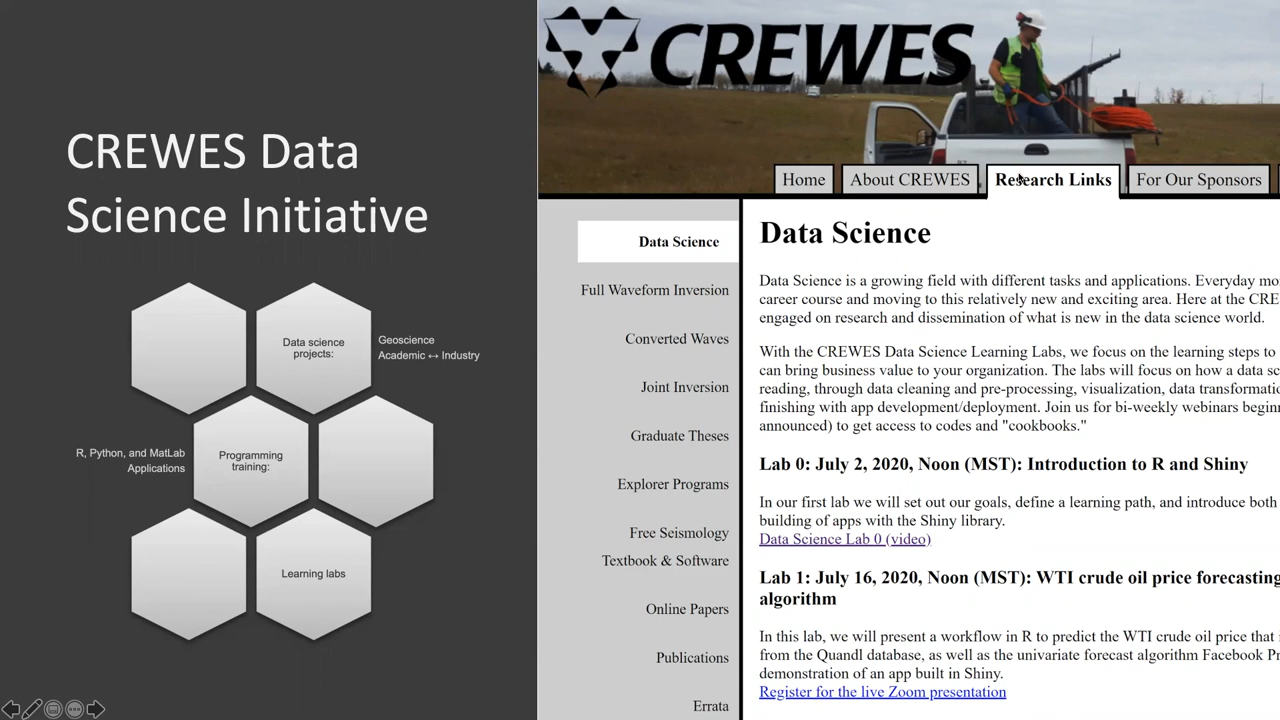 CREWES Data
Science Initiative
Data science
projects:
Geoscience
Academic ↔ Industry
R, Python, and MatLab
Applications
Programming
training:
Learning labs
CREWES
Home
About CREWES
Research Links
For Our Sponsors
Data Science
Full Waveform Inversion
Converted Waves
Joint Inversion
Graduate Theses
Explorer Programs
Free Seismology
Textbook & Software
Online Papers
Publications
Errata
Data Science
Data Science is a growing field with different tasks and applications. Everyday mo
career course and moving to this relatively new and exciting area. Here at the CRE
engaged on research and dissemination of what is new in the data science world.
With the CREWES Data Science Learning Labs, we focus on the learning steps to
can bring business value to your organization. The labs will focus on how a data sc
reading, through data cleaning and pre-processing, visualization, data transformatio
finishing with app development/deployment. Join us for bi-weekly webinars begin
announced) to get access to codes and "cookbooks."
Lab 0: July 2, 2020, Noon (MST): Introduction to R and Shiny
In our first lab we will set out our goals, define a learning path, and introduce both
building of apps with the Shiny library.
Data Science Lab 0 (video)
Lab 1: July 16, 2020, Noon (MST): WTI crude oil price forecasting
algorithm
In this lab, we will present a workflow in R to predict the WTI crude oil price that i
from the Quandl database, as well as the univariate forecast algorithm Facebook Pr
demonstration of an app built in Shiny.
Register for the live Zoom presentation